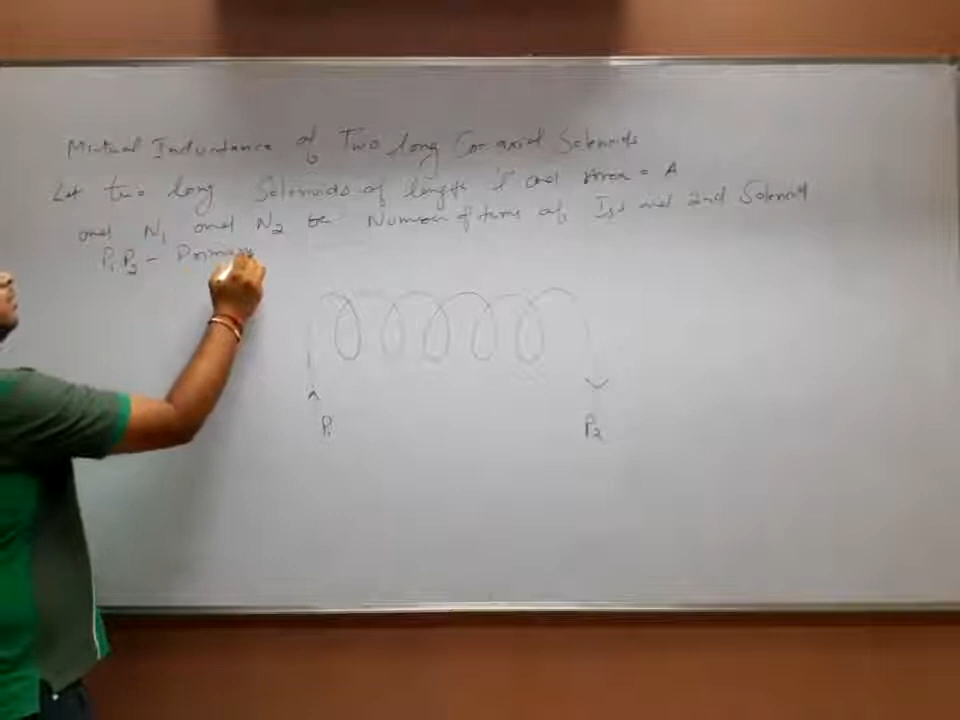 Mutual Inductance of Two long Co-axial Solenoids
Let two long Solenoids of length 'l' and Area = A
and N1 and N2 be Number of turns of Ist and 2nd Solenoid
P1 P2 - Primary
P1
P2